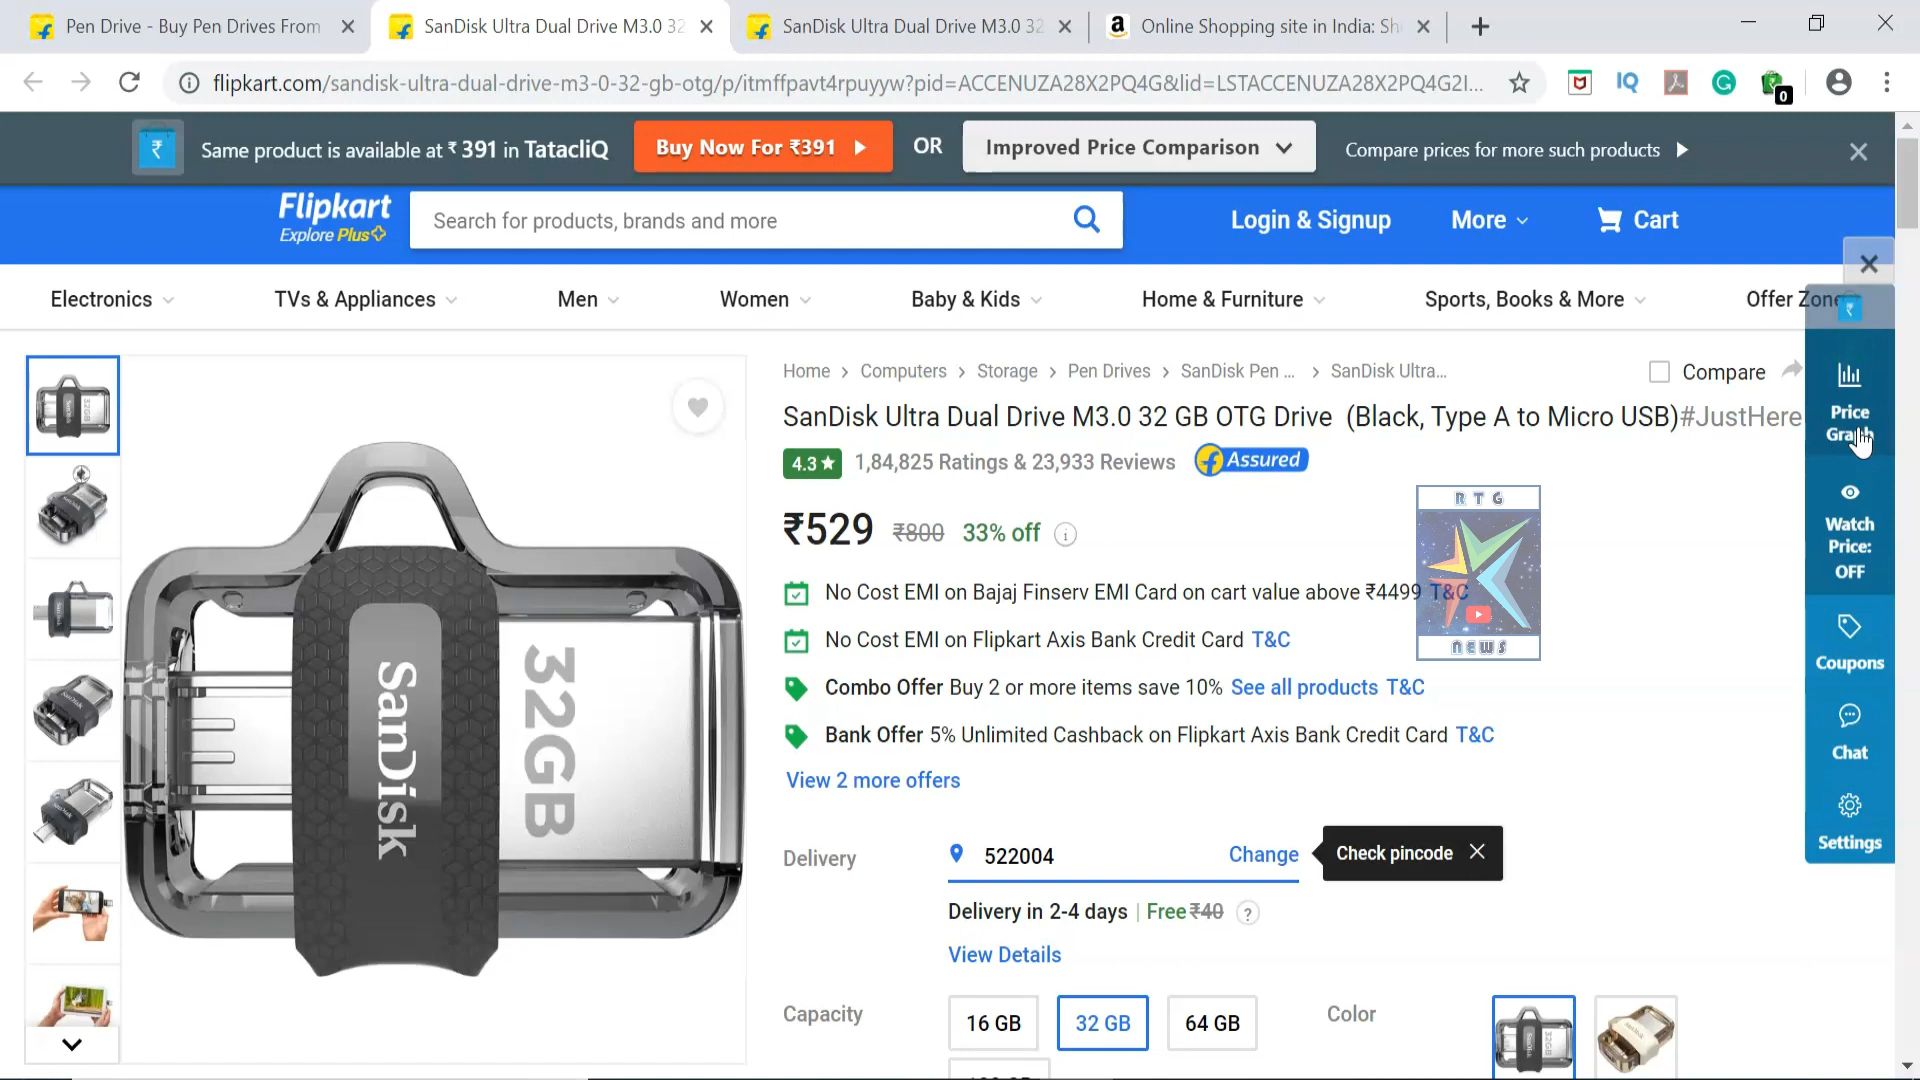 Pen Drive - Buy Pen Drives From
SanDisk Ultra Dual Drive M3.0 32
SanDisk Ultra Dual Drive M3.0 32
a Online Shopping site in India: Sh
flipkart.com/sandisk-ultra-dual-drive-m3-0-32-gb-otg/p/itmffpavt4rpuyyw?pid=ACCENUZA28X2PQ4G&lid=LSTACCENUZA28X2PQ4G2I...
IQ
0
₹ Same product is available at ₹ 391 in TatacliQ
Buy Now For ₹391
OR
Improved Price Comparison
Compare prices for more such products
Flipkart
Explore Plus
Search for products, brands and more
Login & Signup
More
Cart
Electronics
TVs & Appliances
Men
Women
Baby & Kids
Home & Furniture
Sports, Books & More
Offer Zone
₹
Price
Graph
Watch
Price:
OFF
Coupons
Chat
Settings
Home > Computers > Storage > Pen Drives > SanDisk Pen ... > SanDisk Ultra...
Compare
SanDisk Ultra Dual Drive M3.0 32 GB OTG Drive (Black, Type A to Micro USB)#JustHere
4.3★ 1,84,825 Ratings & 23,933 Reviews
Assured
₹529 ₹800 33% off
RTG
NEWS
No Cost EMI on Bajaj Finserv EMI Card on cart value above ₹4499 T&C
No Cost EMI on Flipkart Axis Bank Credit Card T&C
Combo Offer Buy 2 or more items save 10% See all products T&C
Bank Offer 5% Unlimited Cashback on Flipkart Axis Bank Credit Card T&C
View 2 more offers
SanDisk
32GB
Delivery
522004
Change
Check pincode
Delivery in 2-4 days | Free ₹40 ?
View Details
Capacity
16 GB
32 GB
64 GB
Color